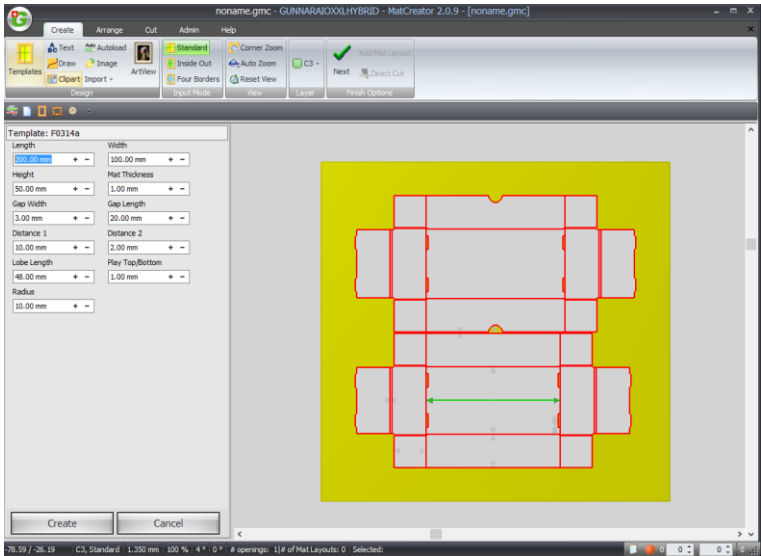 noname.gmc - GUNNARAIOXXLHYBRID - MatCreator 2.0.9 - [noname.gmc]
G
Create Arrange Cut Admin Help
Templates
Abc Text Autoload
Draw Image
Clipart Import
ArtView
Design
Standard
Inside Out
Four Borders
Input Mode
Corner Zoom
Auto Zoom
Reset View
View
C3
Layer
Next
Add Mat Layout
Direct Cut
Finish Options
Template: F0314a
Length Width
200.00 mm + - 100.00 mm + -
Height Mat Thickness
50.00 mm + - 1.00 mm + -
Gap Width Gap Length
3.00 mm + - 20.00 mm + -
Distance 1 Distance 2
10.00 mm + - 2.00 mm + -
Lobe Length Play Top/Bottom
48.00 mm + - 1.00 mm + -
Radius
10.00 mm + -
Create Cancel
-78.59 / -26.19 C3, Standard 1.350 mm 100 % 4 ° 0 ° # openings: 1|# of Mat Layouts: 0 Selected: 0 0 0 0